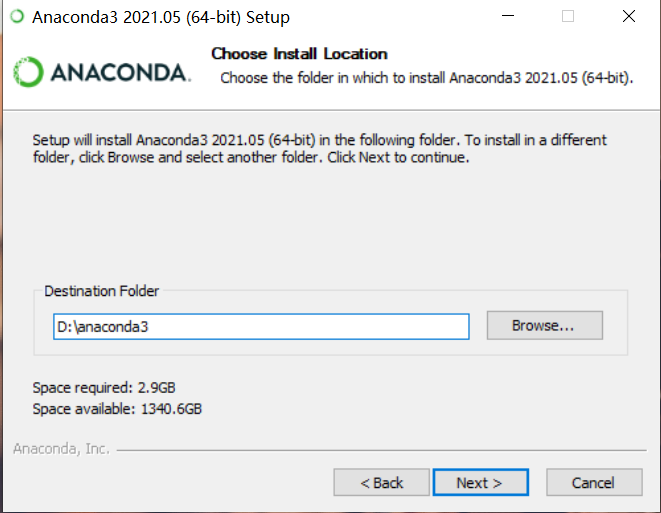 Anaconda3 2021.05 (64-bit) Setup
ANACONDA.
Choose Install Location
Choose the folder in which to install Anaconda3 2021.05 (64-bit).
Setup will install Anaconda3 2021.05 (64-bit) in the following folder. To install in a different
folder, click Browse and select another folder. Click Next to continue.
Destination Folder
D:\anaconda3
Browse...
Space required: 2.9GB
Space available: 1340.6GB
Anaconda, Inc.
< Back
Next >
Cancel